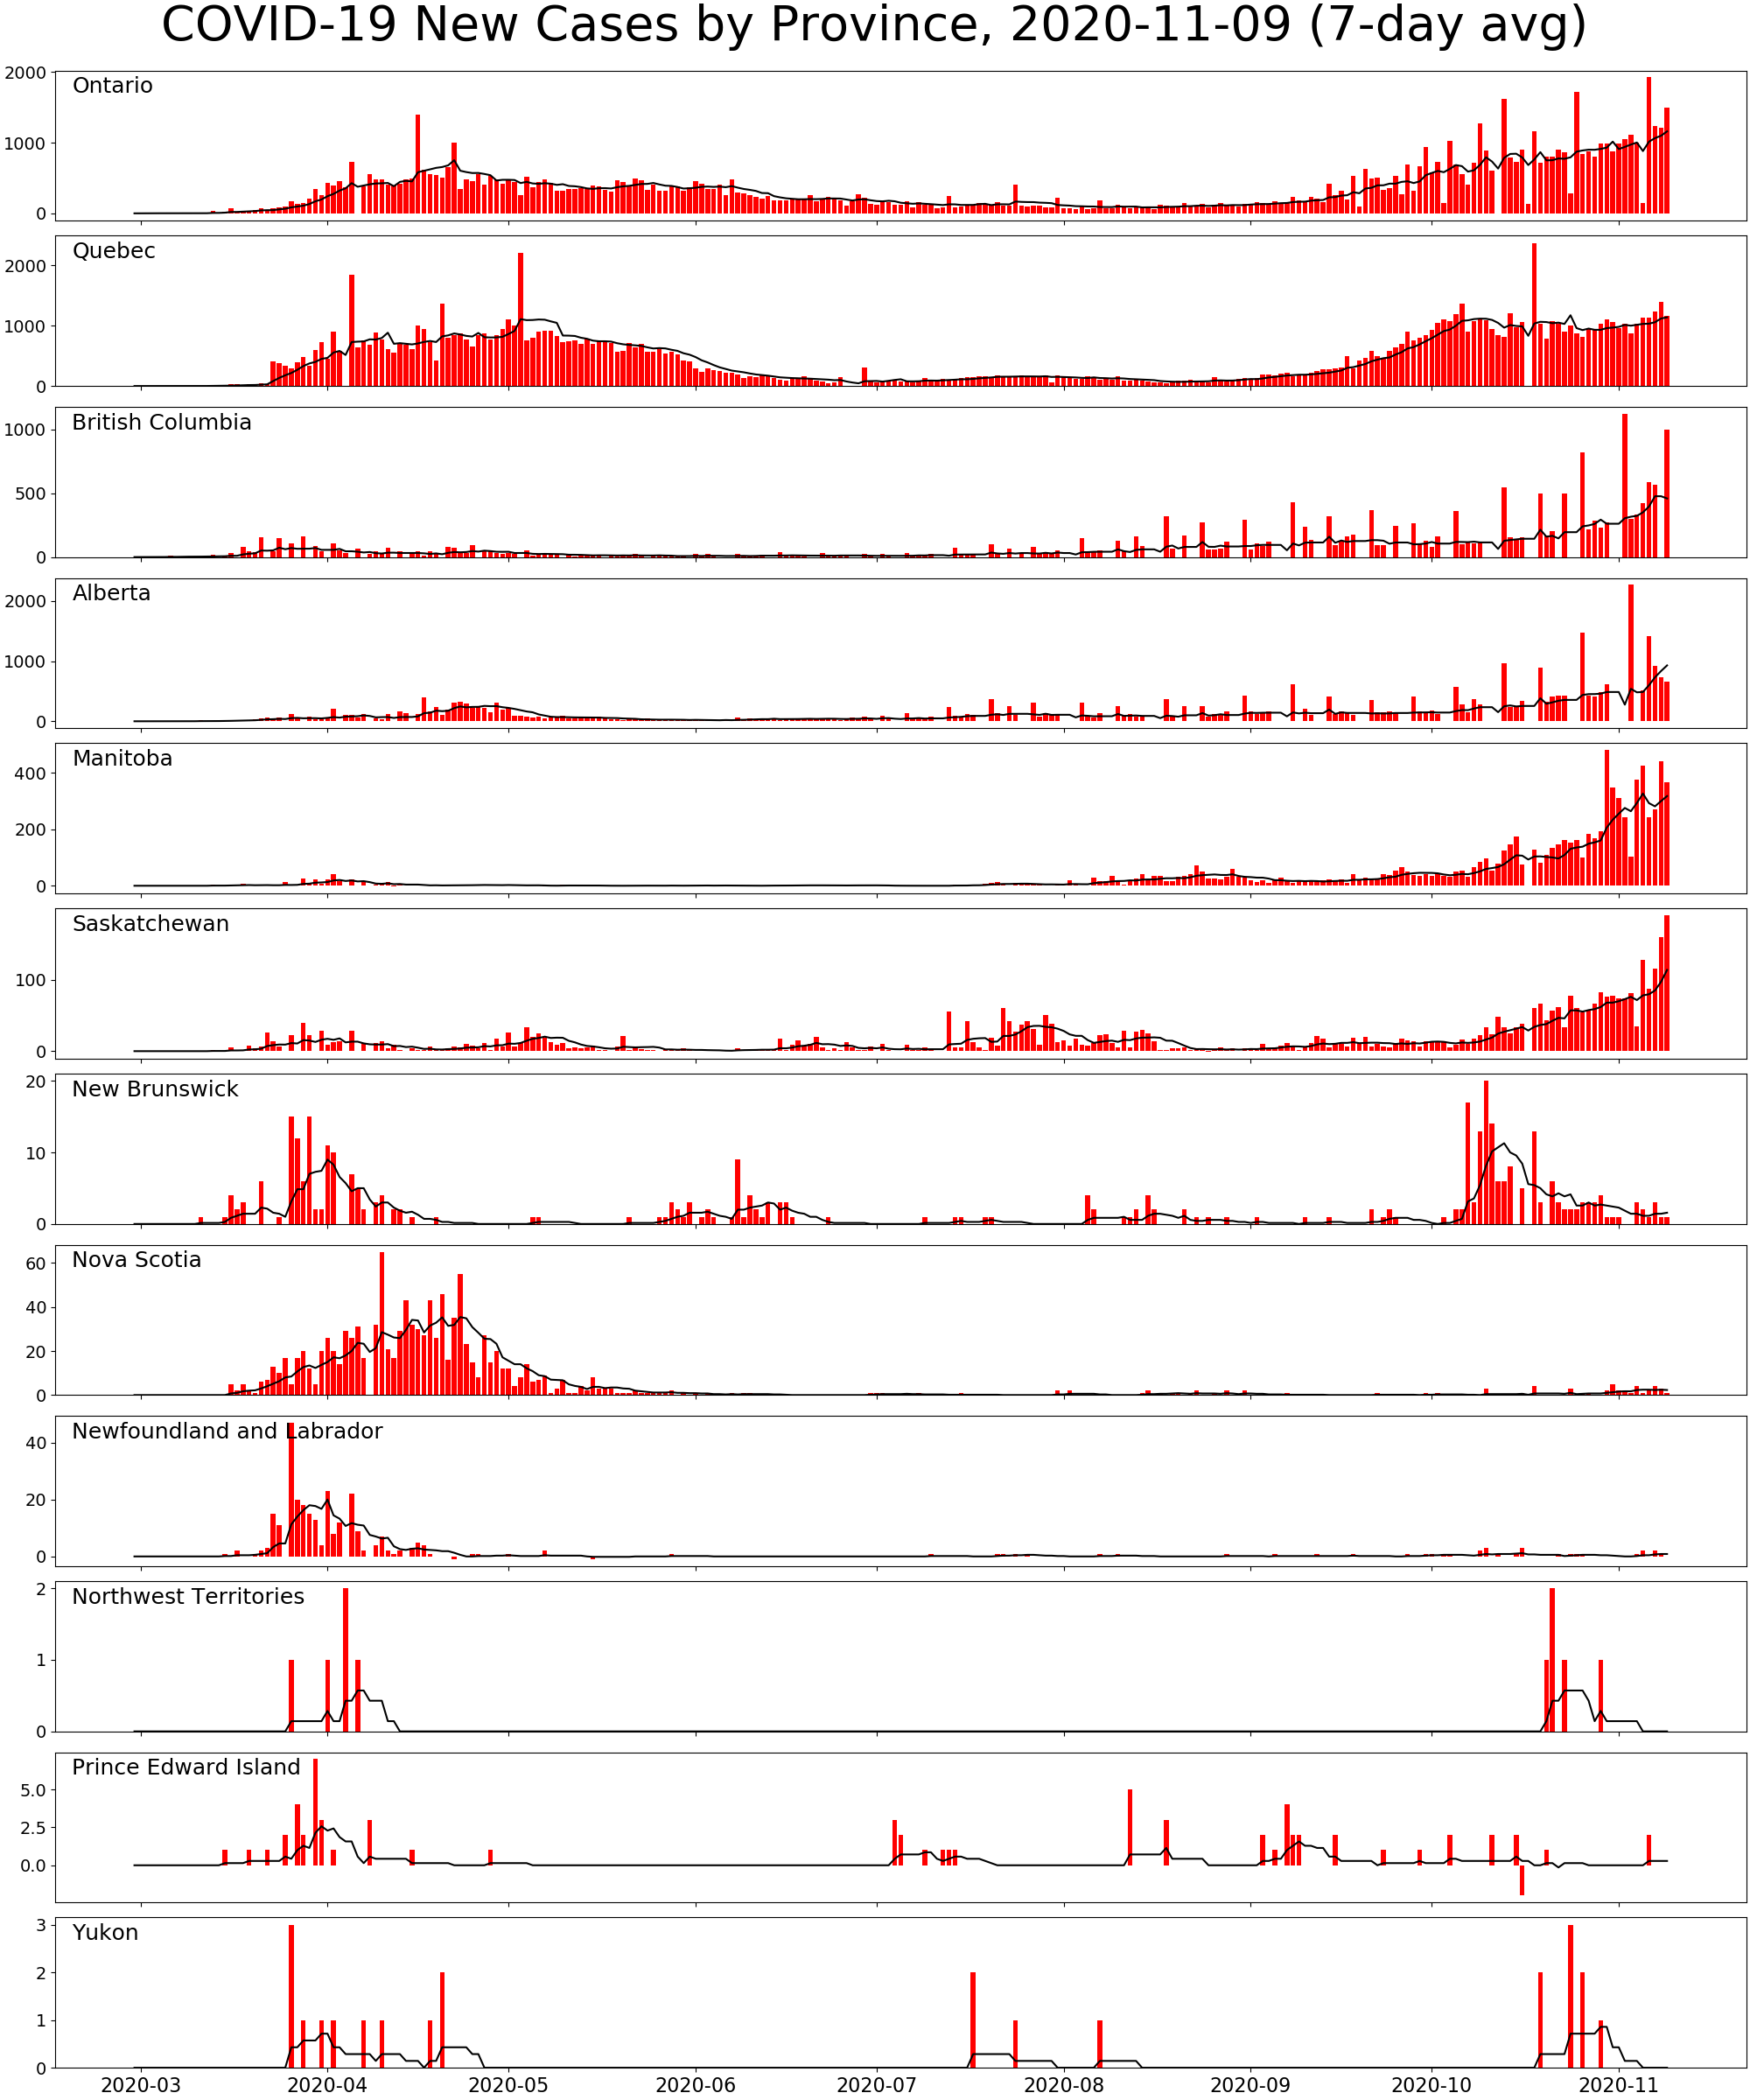 COVID-19 New Cases by Province, 2020-11-09 (7-day avg)
Ontario
2000
1000
0
Quebec
2000
1000
0
British Columbia
1000
500
0
Alberta
2000
1000
0
Manitoba
400
200
0
Saskatchewan
100
0
New Brunswick
20
10
0
Nova Scotia
60
40
20
0
Newfoundland and Labrador
40
20
0
Northwest Territories
2
1
0
Prince Edward Island
5.0
2.5
0.0
Yukon
3
2
1
0
2020-03 2020-04 2020-05 2020-06 2020-07 2020-08 2020-09 2020-10 2020-11